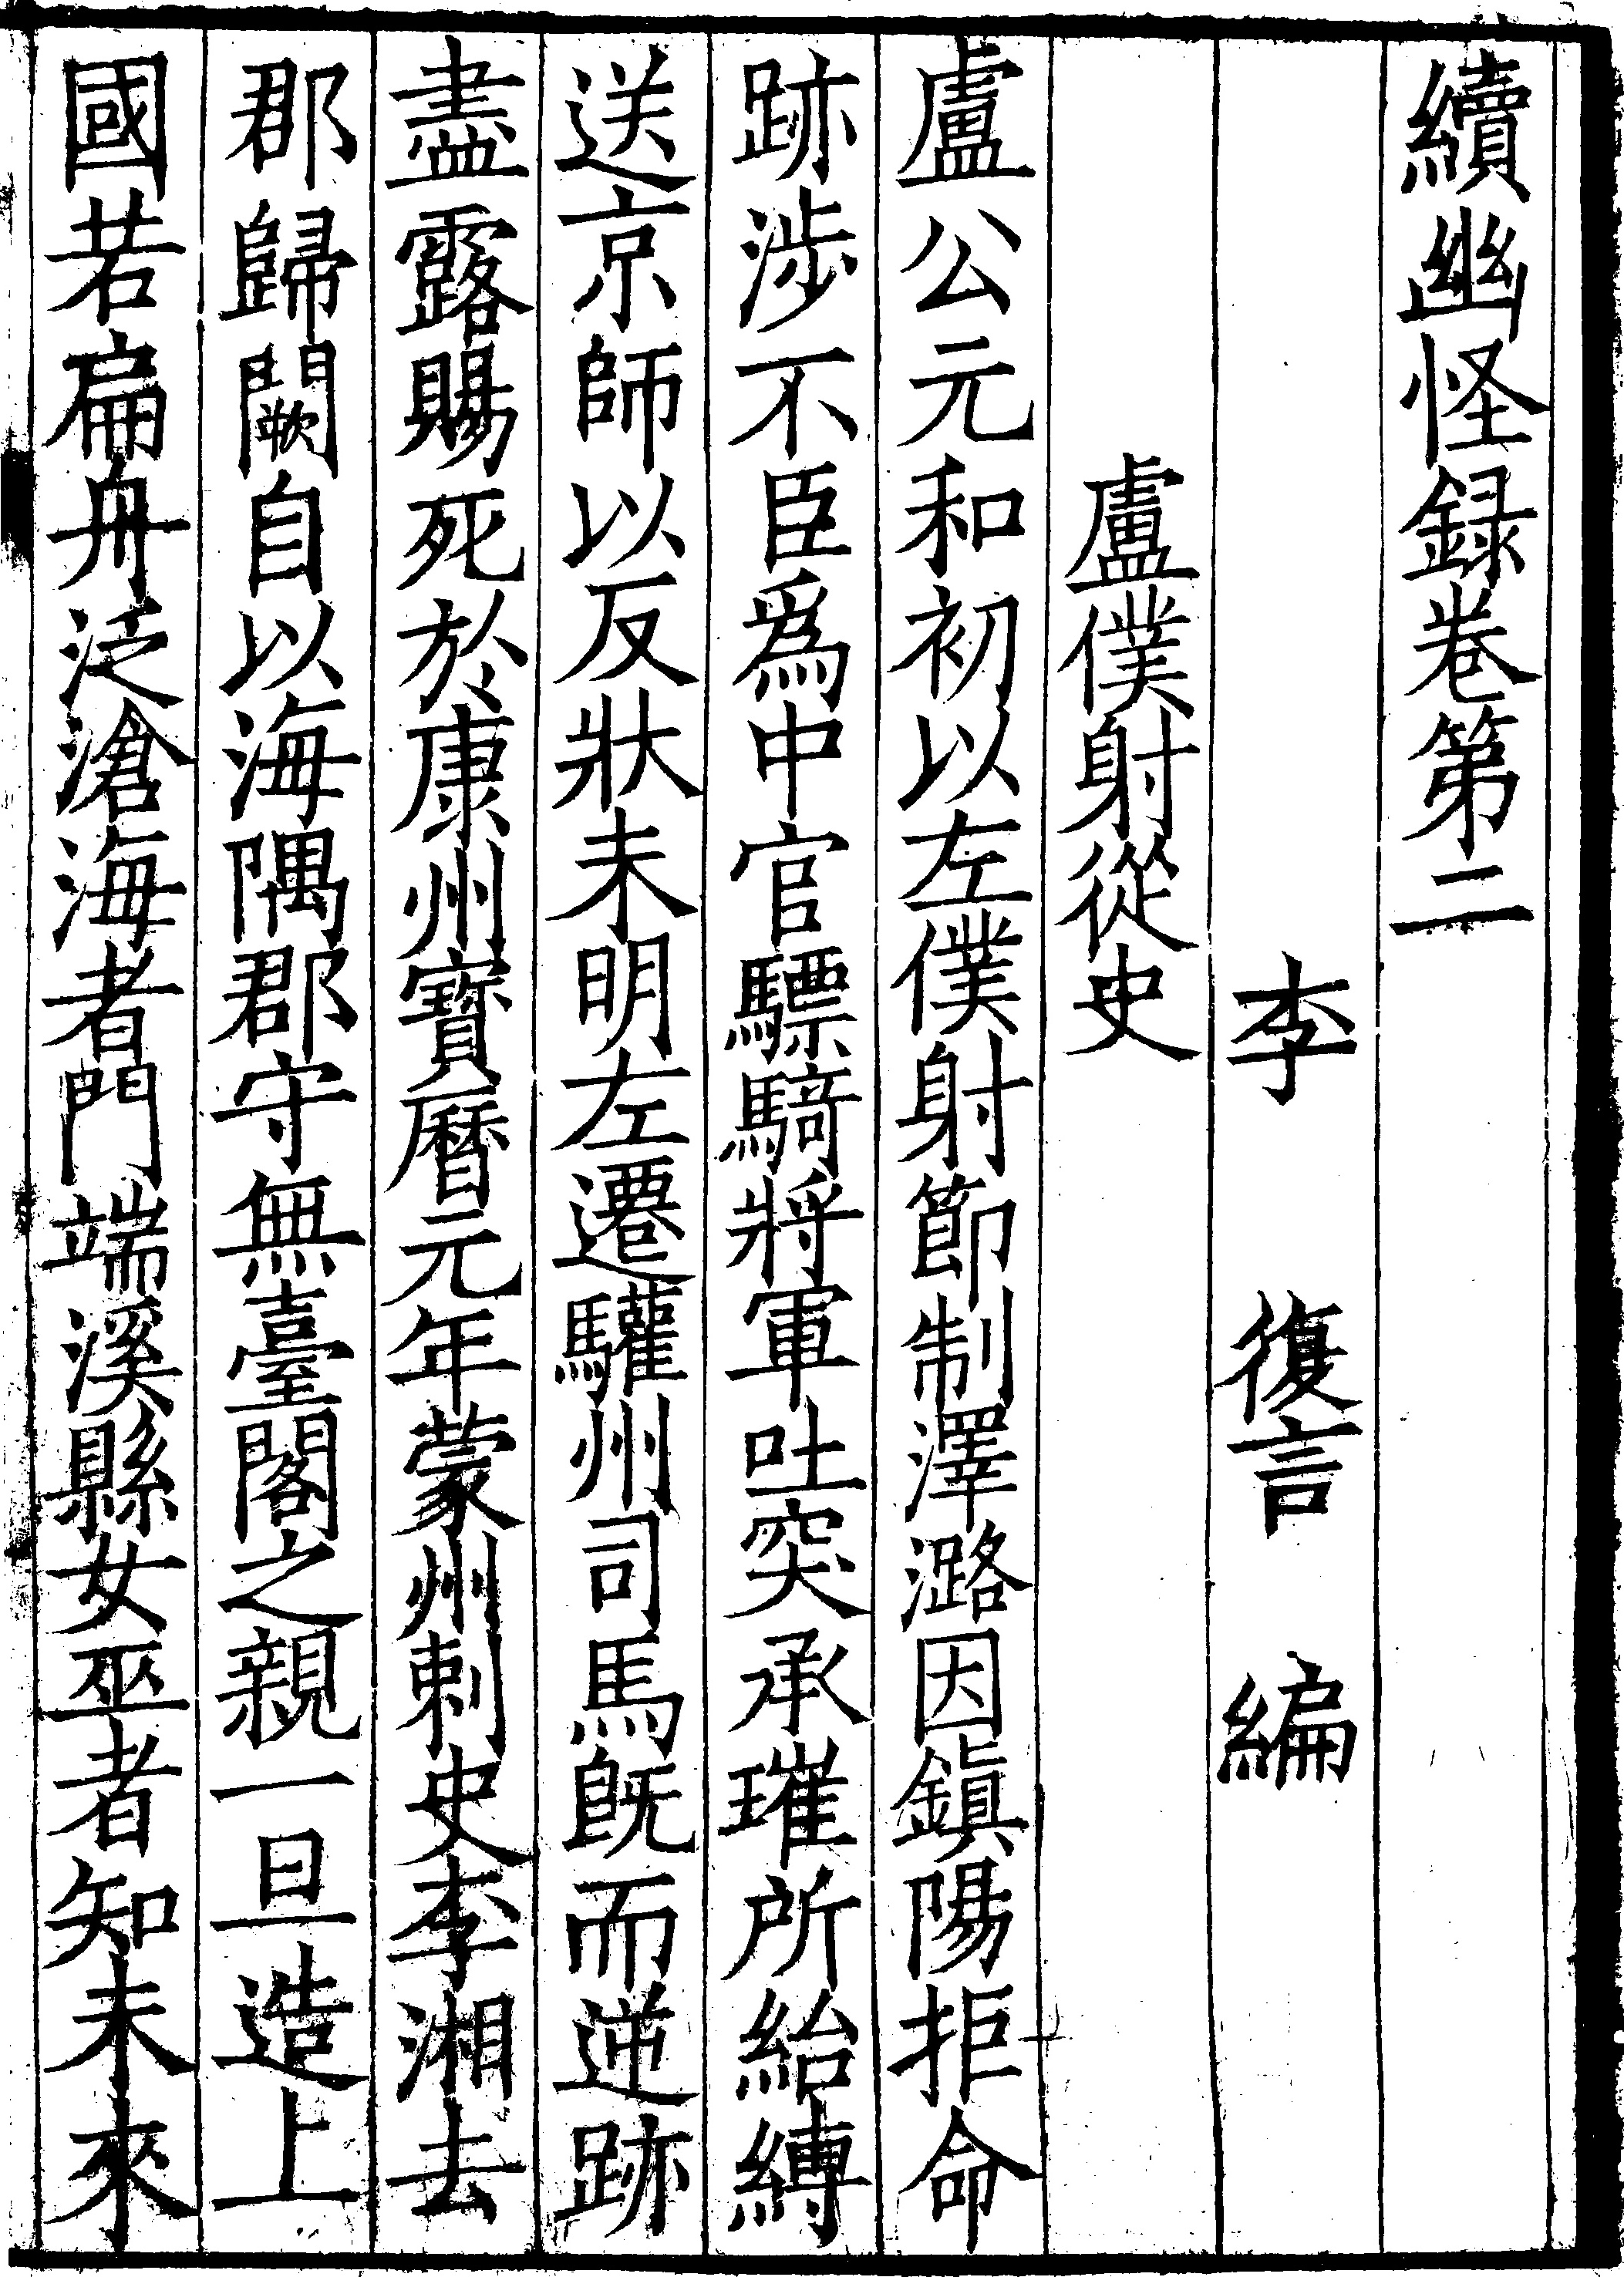 續幽怪録卷第二
李復言編
盧僕射從史
盧公元和初以左僕射節制澤潞因鎮陽拒命
跡涉不臣爲中官驃騎將軍吐突承璀所紿縛
送京師以反狀未明左遷驩州司馬既而逆跡
盡露賜死於康州寶曆元年蒙州刺史李湘去
郡歸闕自以海隅郡守無臺閣之親一旦造上
國若扁舟泛滄海者門端溪縣女巫者知未來